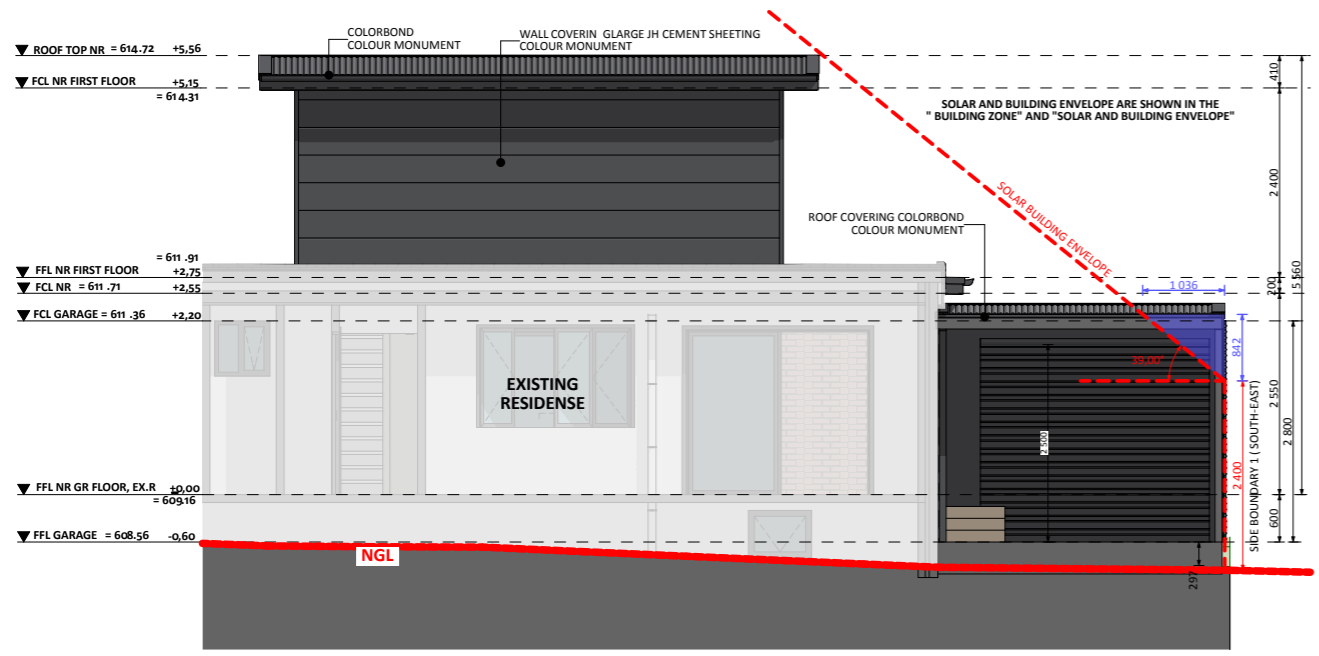 ROOF TOP NR = 614.72 +5,56
FCL NR FIRST FLOOR +5,15
= 614.31
COLORBOND
COLOUR MONUMENT
WALL COVERIN GLARGE JH CEMENT SHEETING
COLOUR MONUMENT
SOLAR AND BUILDING ENVELOPE ARE SHOWN IN THE
" BUILDING ZONE" AND "SOLAR AND BUILDING ENVELOPE"
SOLAR BUILDING ENVELOPE
ROOF COVERING COLORBOND
COLOUR MONUMENT
= 611 .91
FFL NR FIRST FLOOR +2,75
FCL NR = 611 .71 +2,55
FCL GARAGE = 611 .36 +2,20
EXISTING
RESIDENSE
FFL NR GR FLOOR, EX.R +0,00
= 609.16
FFL GARAGE = 608.56 -0,60
NGL
39,00°
2 500
1 036
842
2 400
SIDE BOUNDARY 1 ( SOUTH-EAST)
297
410
2 400
200
2 550
600
5 560
2 800